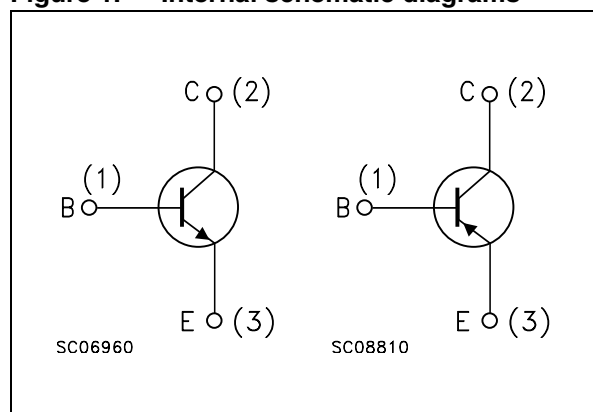 Figure 1. Internal schematic diagrams
C (2) C (2)
(1) (1)
B B
E (3) E (3)
SC06960 SC08810